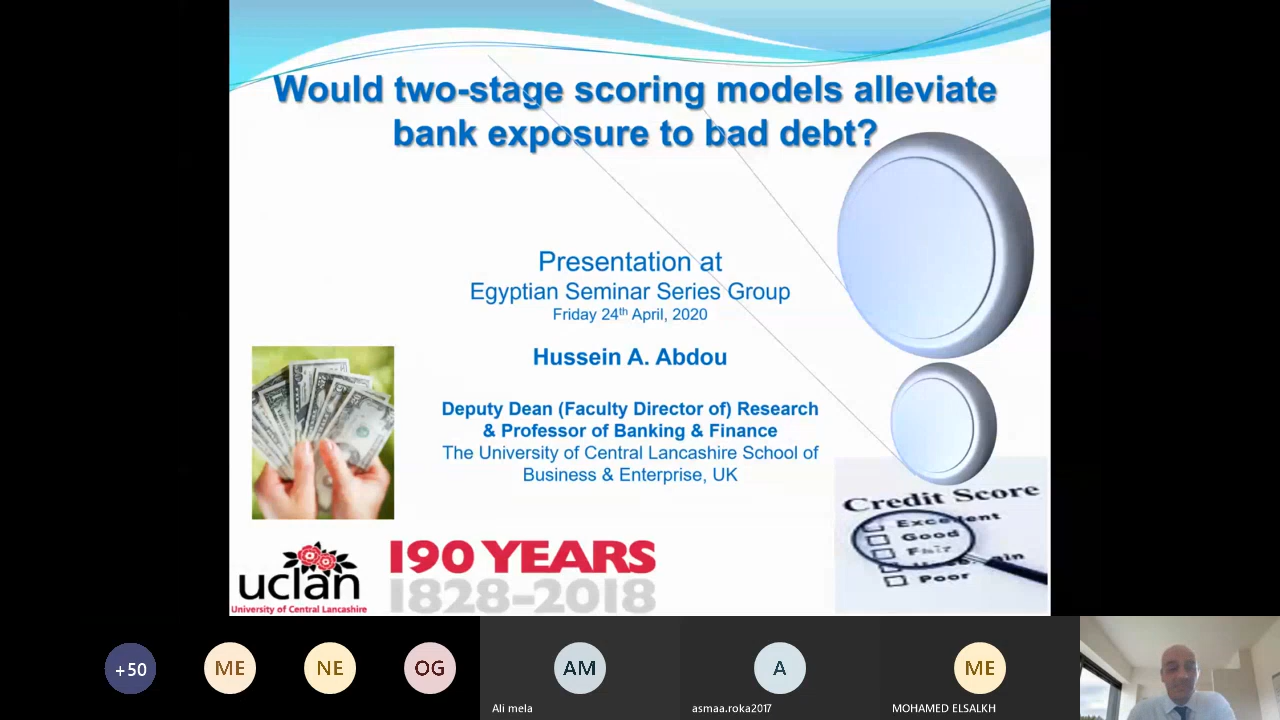 Would two-stage scoring models alleviate
bank exposure to bad debt?
Presentation at
Egyptian Seminar Series Group
Friday 24th April, 2020
Hussein A. Abdou
Deputy Dean (Faculty Director of) Research
& Professor of Banking & Finance
The University of Central Lancashire School of
Business & Enterprise, UK
Credit Score
Excellent
Good
Fair
Poor
uclan
University of Central Lancashire
190 YEARS
1828-2018
+50
ME
NE
OG
AM
A
ME
Ali mela
asmaa.roka2017
MOHAMED ELSALKH